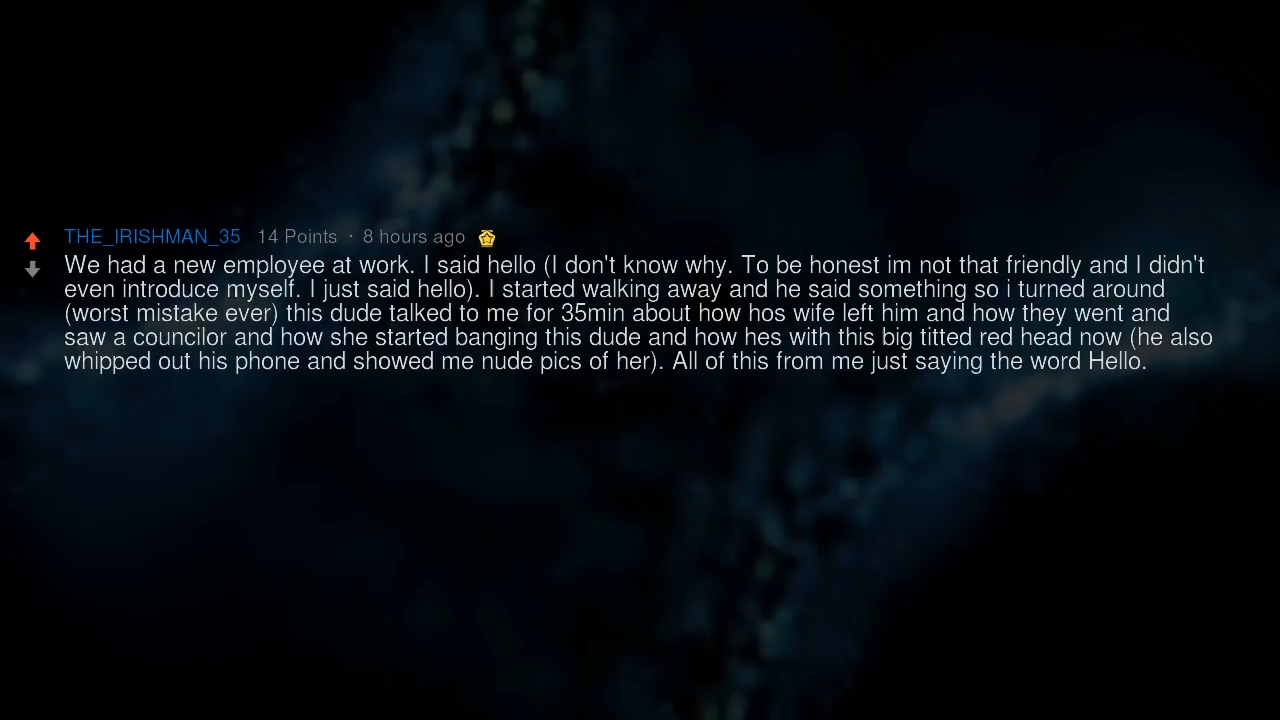 THE_IRISHMAN_35 14 Points · 8 hours ago
We had a new employee at work. I said hello (I don't know why. To be honest im not that friendly and I didn't
even introduce myself. I just said hello). I started walking away and he said something so i turned around
(worst mistake ever) this dude talked to me for 35min about how hos wife left him and how they went and
saw a councilor and how she started banging this dude and how hes with this big titted red head now (he also
whipped out his phone and showed me nude pics of her). All of this from me just saying the word Hello.